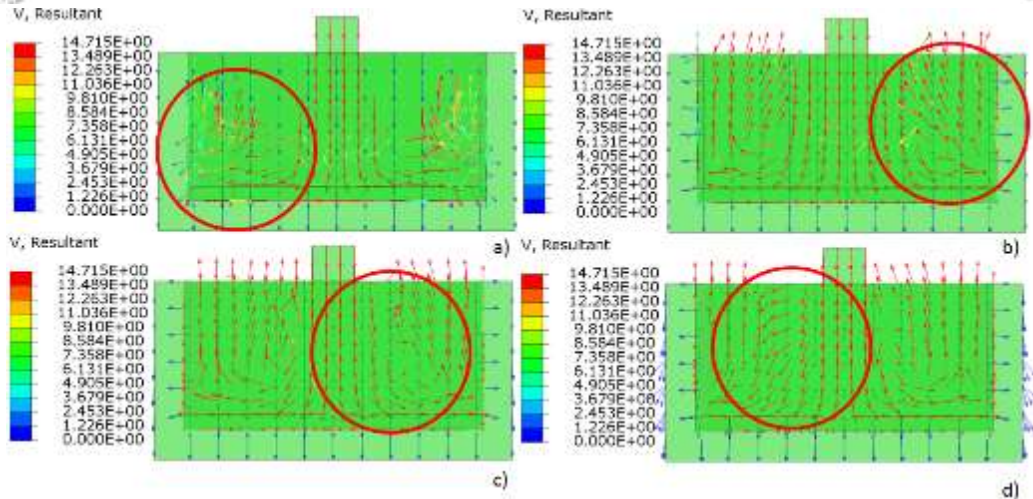 V, Resultant
14.715E+00
13.489E+00
12.263E+00
11.036E+00
9.810E+00
8.584E+00
7.358E+00
6.131E+00
4.905E+00
3.679E+00
2.453E+00
1.226E+00
0.000E+00
a)
V, Resultant
14.715E+00
13.489E+00
12.263E+00
11.036E+00
9.810E+00
8.584E+00
7.358E+00
6.131E+00
4.905E+00
3.679E+00
2.453E+00
1.226E+00
0.000E+00
b)
V, Resultant
14.715E+00
13.489E+00
12.263E+00
11.036E+00
9.810E+00
8.584E+00
7.358E+00
6.131E+00
4.905E+00
3.679E+00
2.453E+00
1.226E+00
0.000E+00
c)
V, Resultant
14.715E+00
13.489E+00
12.263E+00
11.036E+00
9.810E+00
8.584E+00
7.358E+00
6.131E+00
4.905E+00
3.679E+00
2.453E+00
1.226E+00
0.000E+00
d)